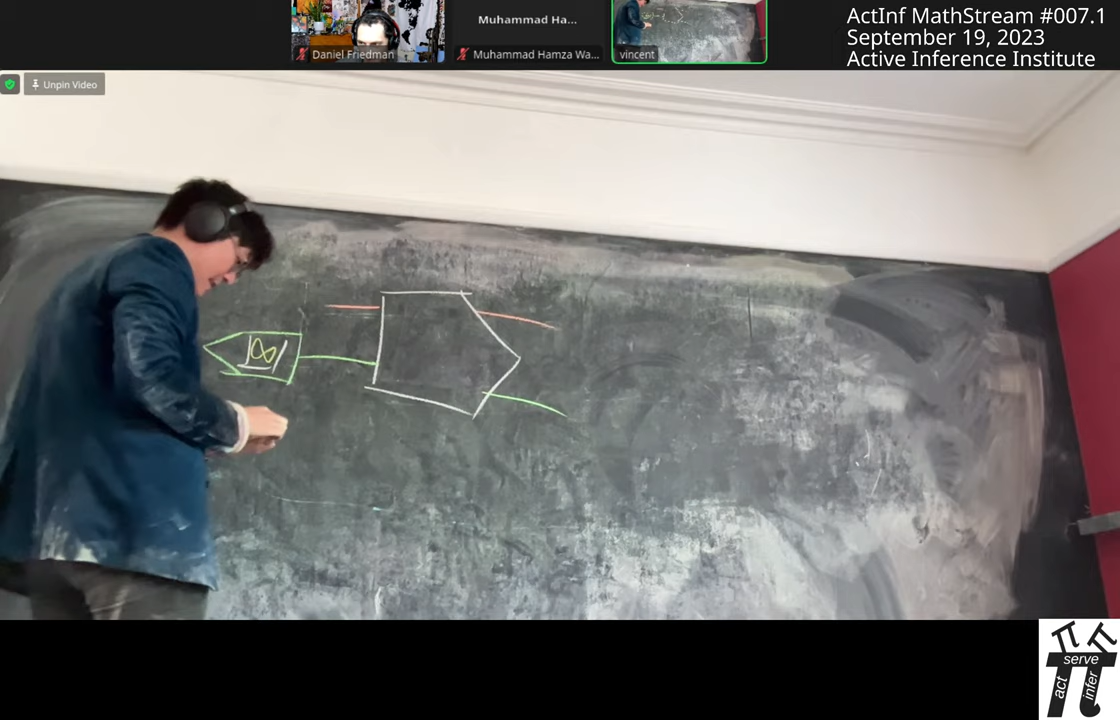 ActInf MathStream #007.1
September 19, 2023
Active Inference Institute
Muhammad Ha...
Daniel Friedman
Muhammad Hamza Wa...
vincent
Unpin Video
π π
serve
act π infer